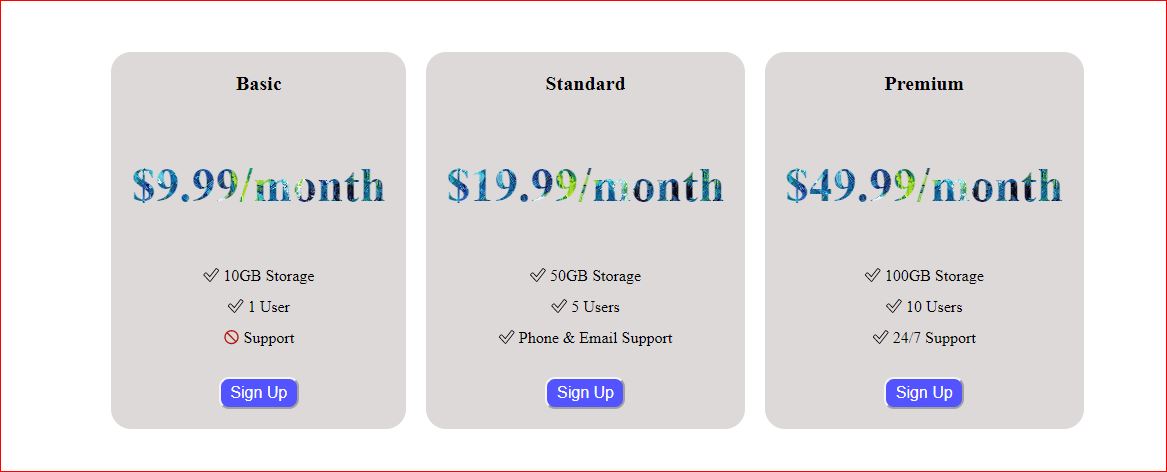 Basic
$9.99/month
✓ 10GB Storage
✓ 1 User
🚫 Support
Sign Up
Standard
$19.99/month
✓ 50GB Storage
✓ 5 Users
✓ Phone & Email Support
Sign Up
Premium
$49.99/month
✓ 100GB Storage
✓ 10 Users
✓ 24/7 Support
Sign Up